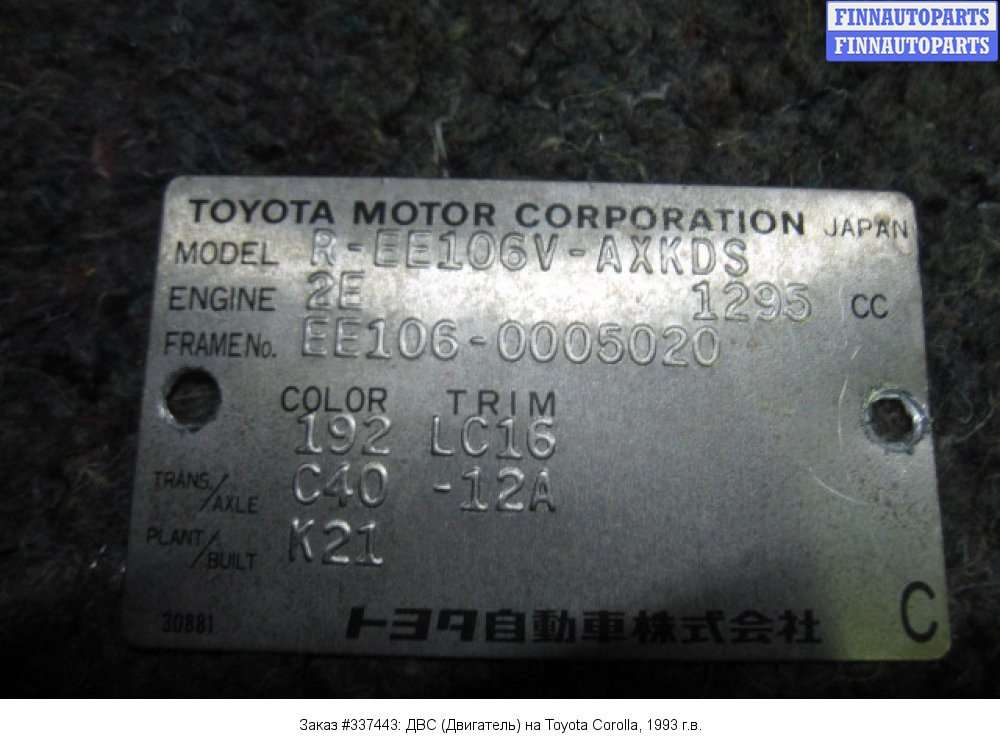 FINNAUTOPARTS
FINNAUTOPARTS
TOYOTA MOTOR CORPORATION JAPAN
MODEL R-EE106V-AXKDS
ENGINE 2E 1295 CC
FRAME No. EE106-0005020
COLOR TRIM
192 LC16
TRANS./AXLE C40 -12A
PLANT/BUILT K21
30881
トヨタ自動車株式会社 C
Заказ #337443: ДВС (Двигатель) на Toyota Corolla, 1993 г.в.